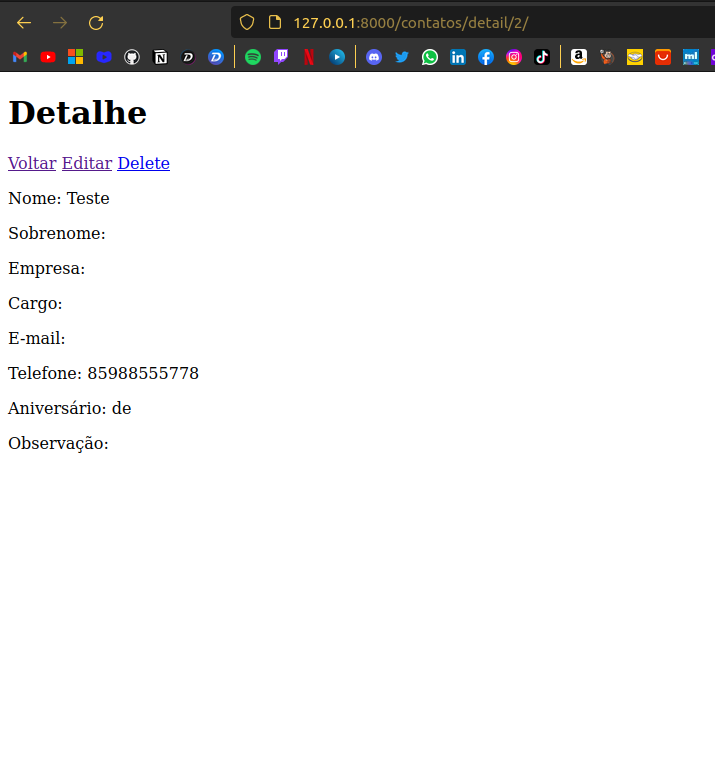 127.0.0.1:8000/contatos/detail/2/
Detalhe
Voltar Editar Delete
Nome: Teste
Sobrenome:
Empresa:
Cargo:
E-mail:
Telefone: 85988555778
Aniversário: de
Observação: